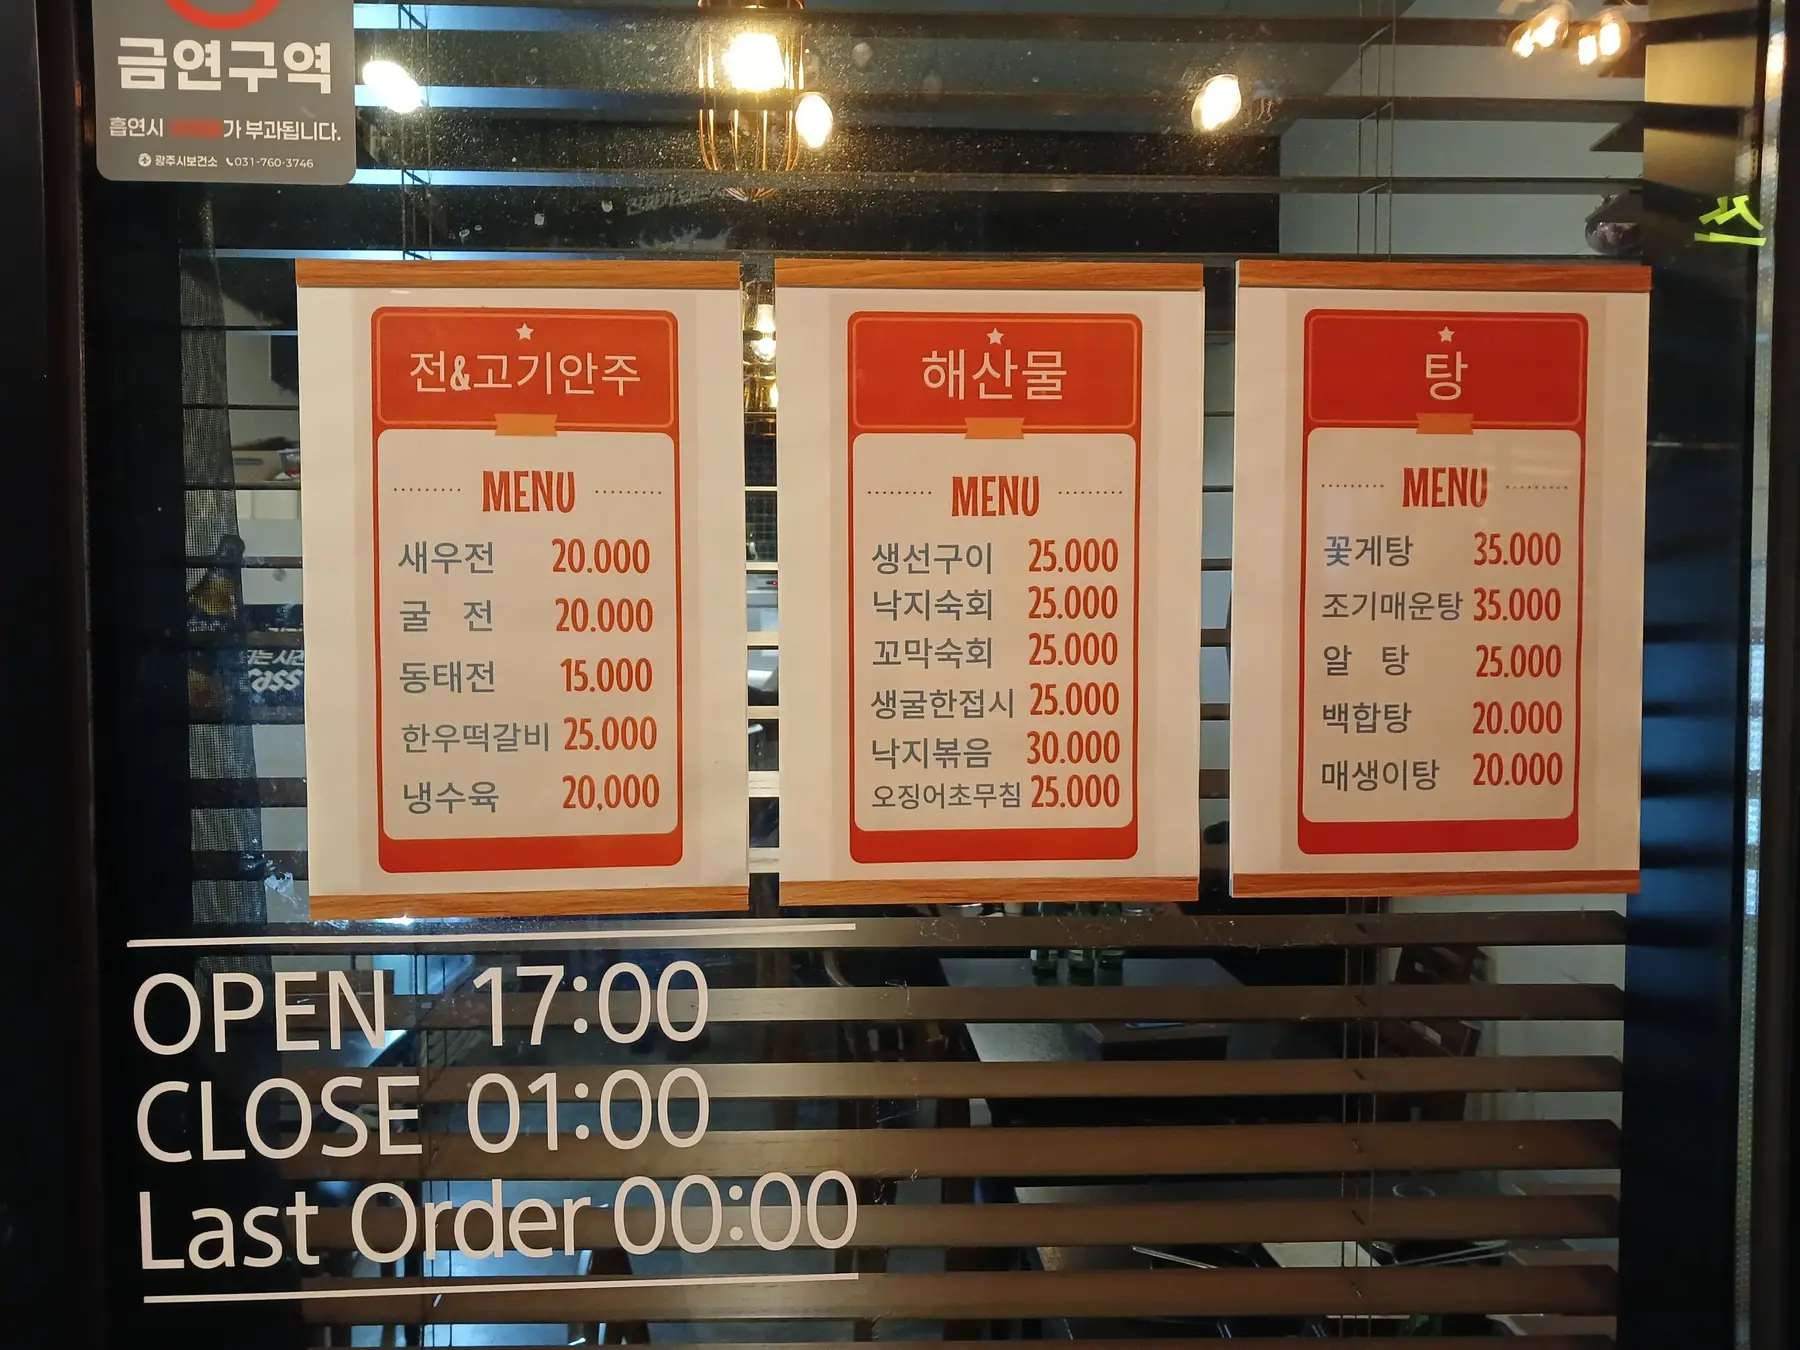 금연구역
흡연시 가 부과됩니다.
광주시보건소 031-760-3746
전&고기안주
MENU
새우전 20.000
굴 전 20.000
동태전 15.000
한우떡갈비 25.000
냉수육 20,000
해산물
MENU
생선구이 25.000
낙지숙회 25.000
꼬막숙회 25.000
생굴한접시 25.000
낙지볶음 30.000
오징어초무침 25.000
탕
MENU
꽃게탕 35.000
조기매운탕 35.000
알 탕 25.000
백합탕 20.000
매생이탕 20.000
OPEN 17:00
CLOSE 01:00
Last Order 00:00